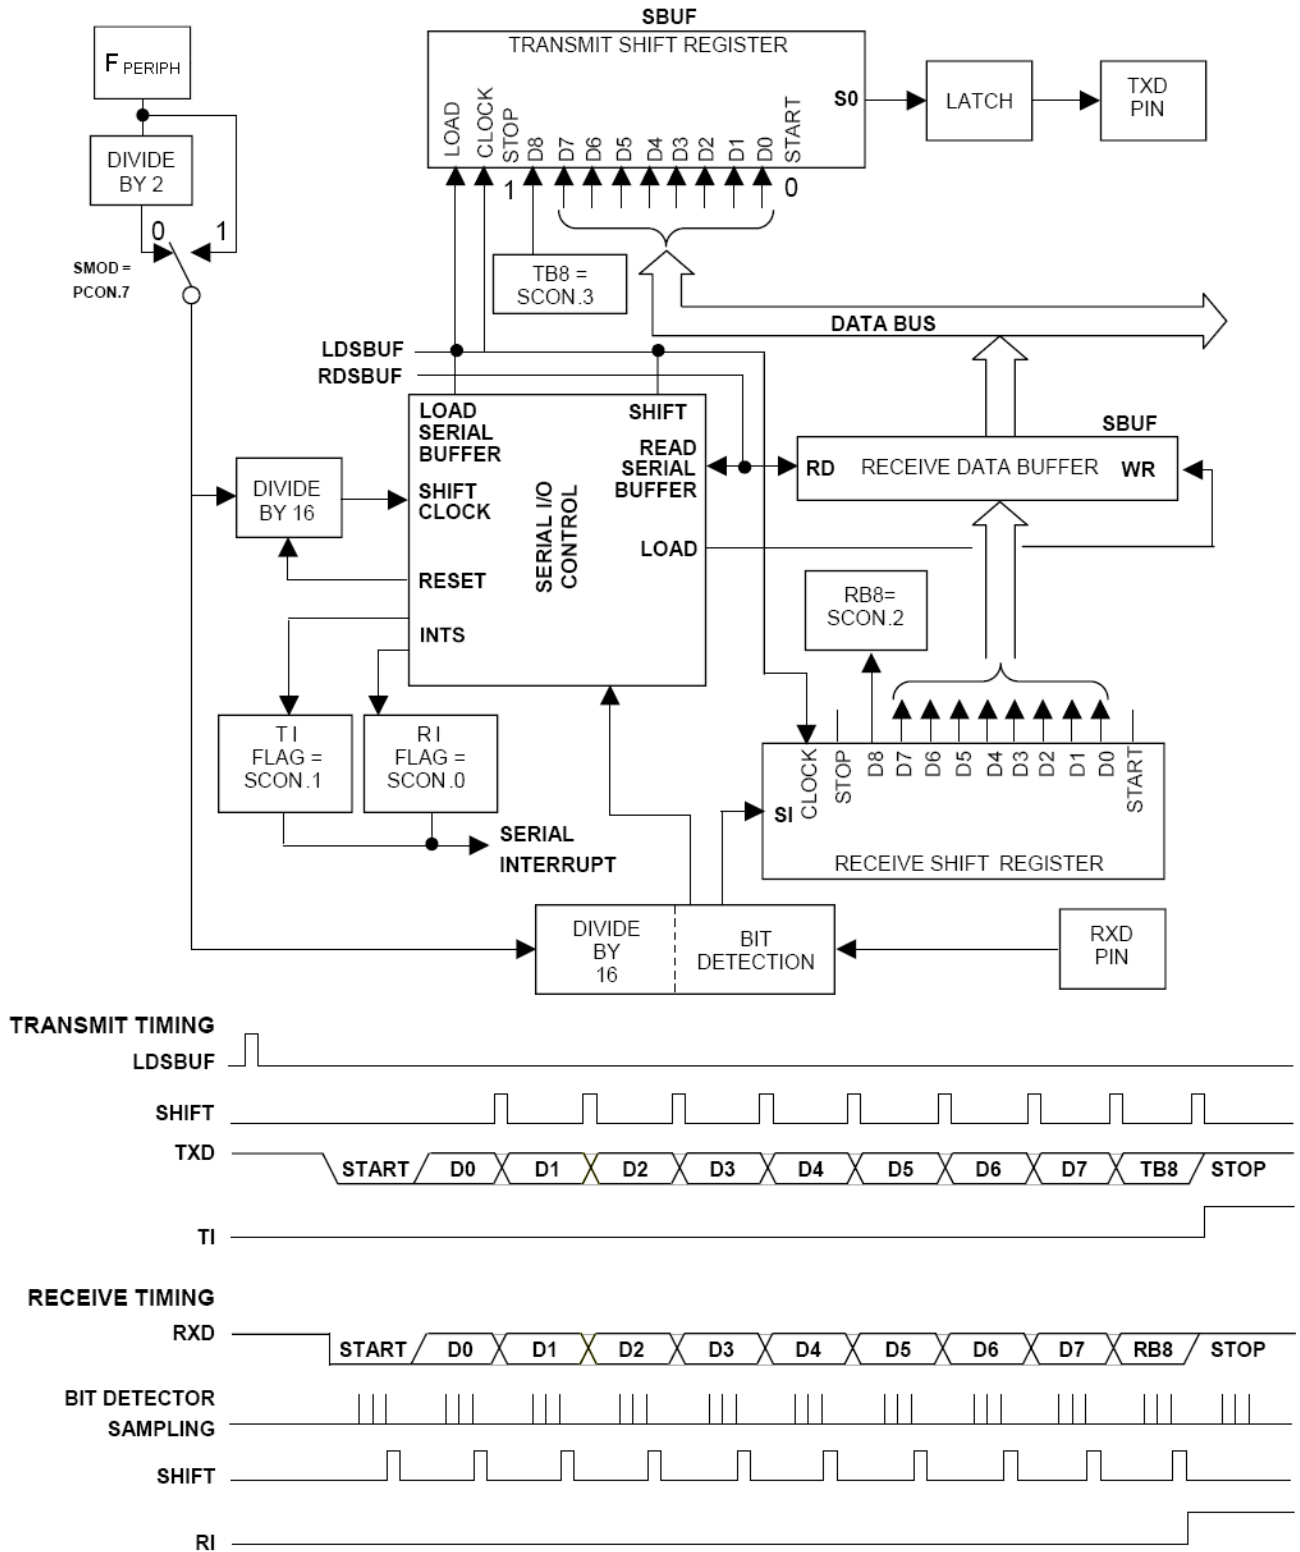 SBUF
TRANSMIT SHIFT REGISTER
LOAD
CLOCK
STOP
D8
D7
D6
D5
D4
D3
D2
D1
D0
START
S0
LATCH
TXD
PIN
F PERIPH
DIVIDE
BY 2
0
1
SMOD =
PCON.7
1
0
TB8 =
SCON.3
DATA BUS
LDSBUF
RDSBUF
LOAD
SERIAL
BUFFER
SHIFT
READ
SERIAL
BUFFER
SHIFT
CLOCK
SERIAL I/O
CONTROL
LOAD
RESET
INTS
SBUF
RD
RECEIVE DATA BUFFER
WR
DIVIDE
BY 16
RB8=
SCON.2
T I
FLAG =
SCON.1
R I
FLAG =
SCON.0
SERIAL
INTERRUPT
SI
CLOCK
STOP
D8
D7
D6
D5
D4
D3
D2
D1
D0
START
RECEIVE SHIFT REGISTER
DIVIDE
BY
16
BIT
DETECTION
RXD
PIN
TRANSMIT TIMING
LDSBUF
SHIFT
TXD
START D0 D1 D2 D3 D4 D5 D6 D7 TB8 STOP
TI
RECEIVE TIMING
RXD
START D0 D1 D2 D3 D4 D5 D6 D7 RB8 STOP
BIT DETECTOR
SAMPLING
SHIFT
RI